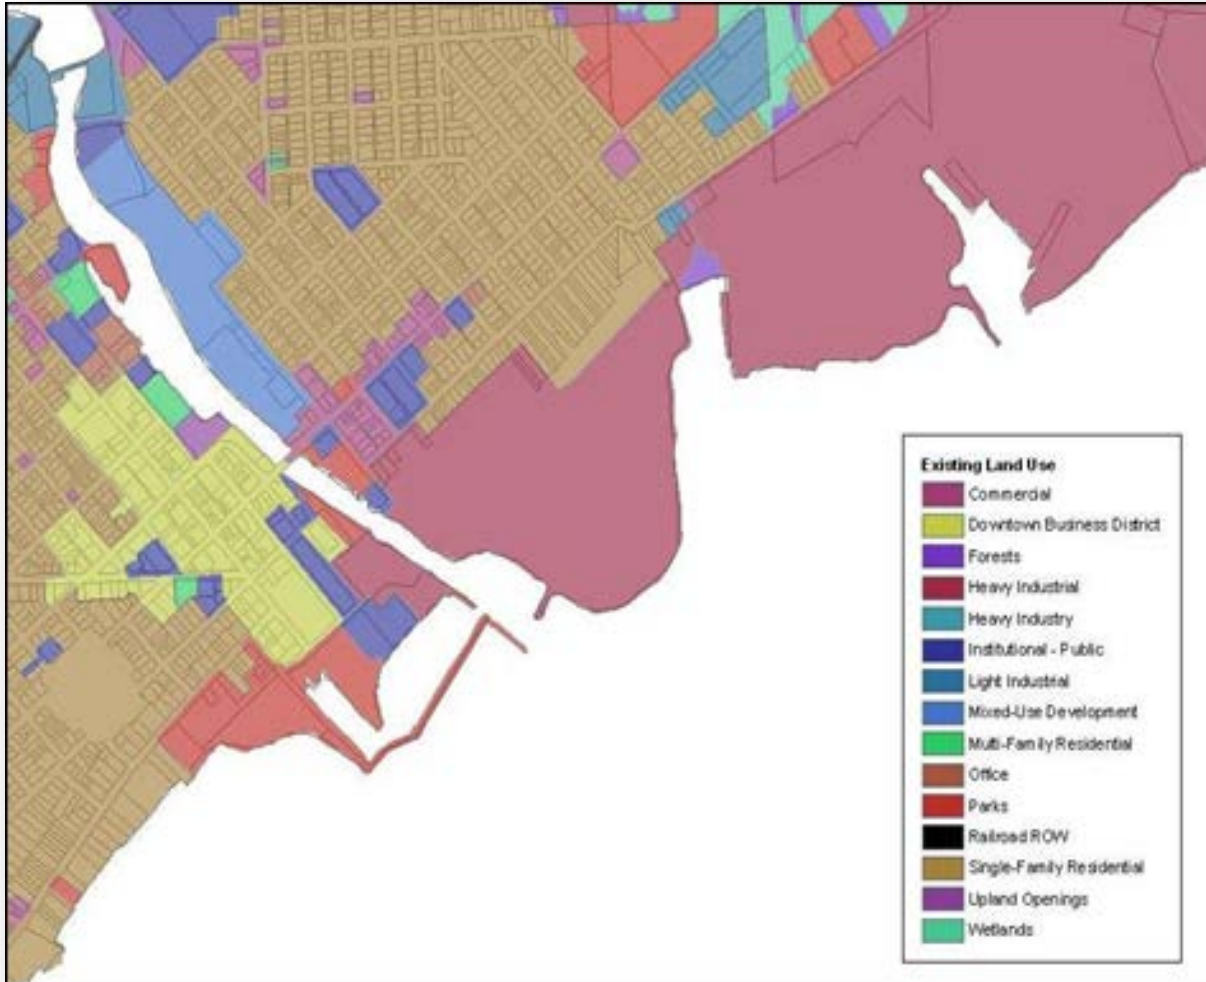 Existing Land Use
Commercial
Downtown Business District
Forests
Heavy Industrial
Heavy Industry
Institutional - Public
Light Industrial
Mixed-Use Development
Multi-Family Residential
Office
Parks
Railroad ROW
Single-Family Residential
Upland Openings
Wetlands